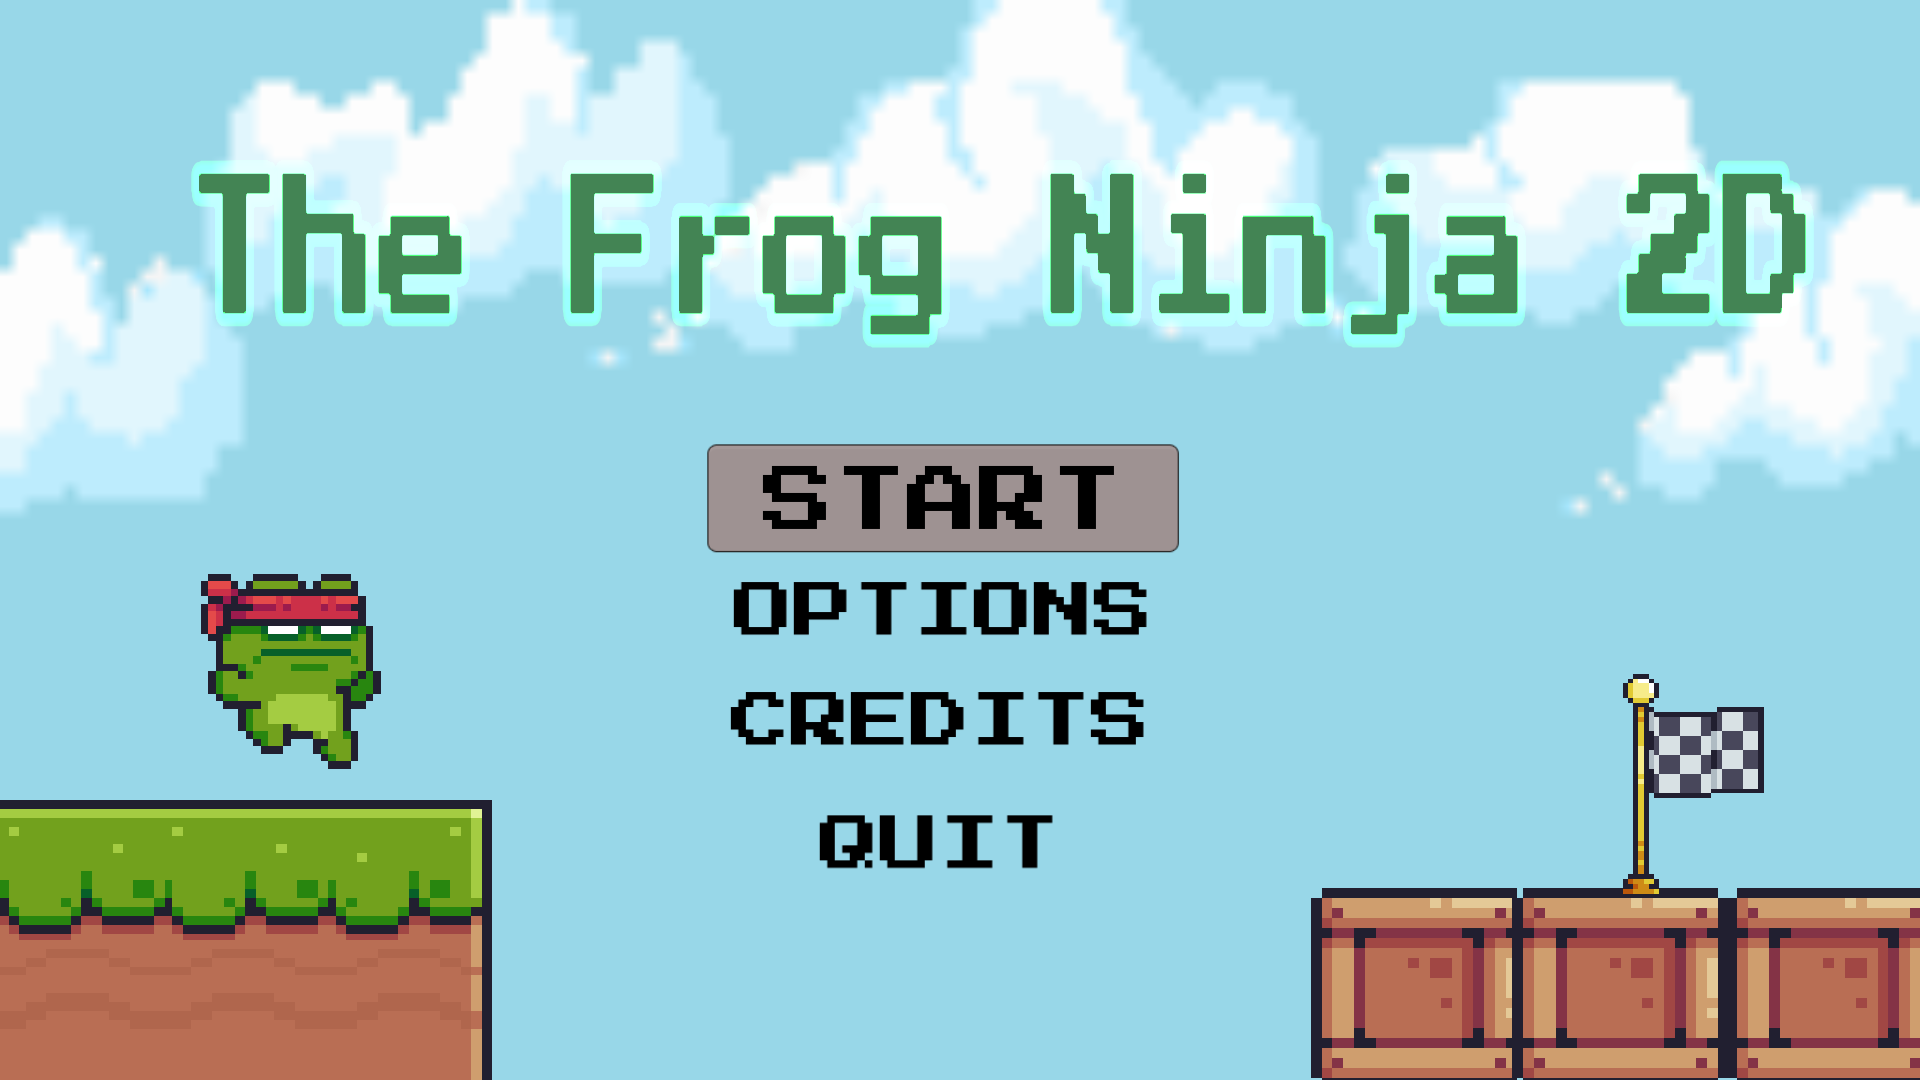 The Frog Ninja 2D
START
OPTIONS
CREDITS
QUIT